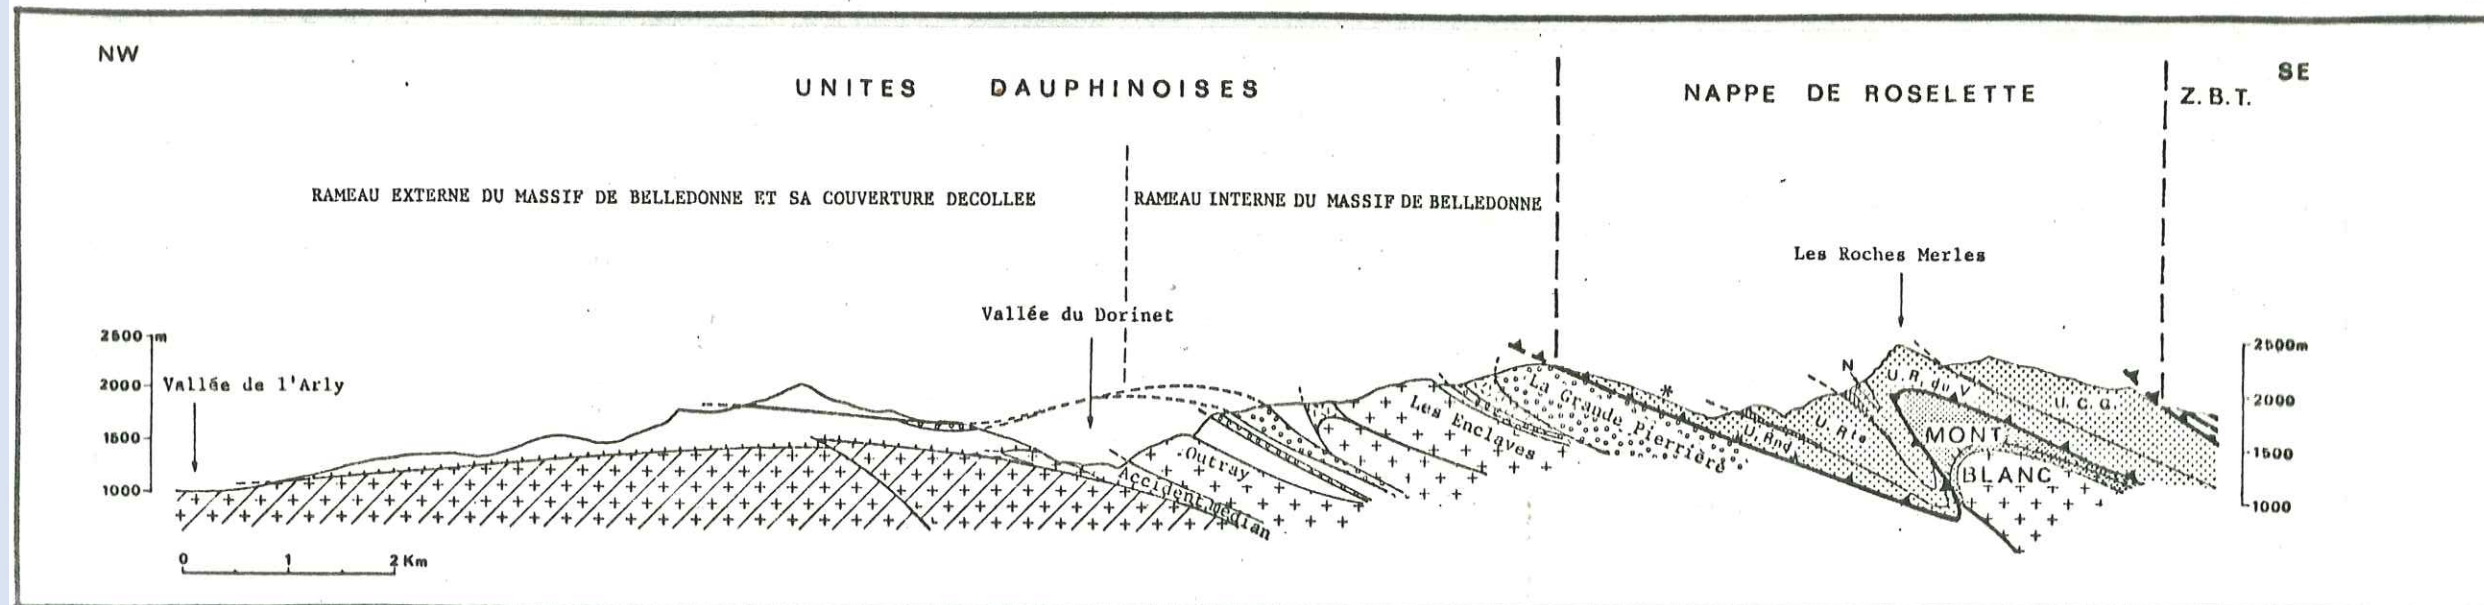 NW
SE
UNITES DAUPHINOISES
NAPPE DE ROSELETTE
Z.B.T.
RAMEAU EXTERNE DU MASSIF DE BELLEDONNE ET SA COUVERTURE DECOLLEE
RAMEAU INTERNE DU MASSIF DE BELLEDONNE
Les Roches Merles
Vallée du Dorinet
2500 m
2000
1500
1000
Vallée de l'Arly
Accident médian
Outray
Les Enclaves
La Grande Pierrière
*
U. Rnd
U. Rte
N
U. R. du V
U. C. G.
MONT
BLANC
2500m
2000
1500
1000
0 1 2 Km